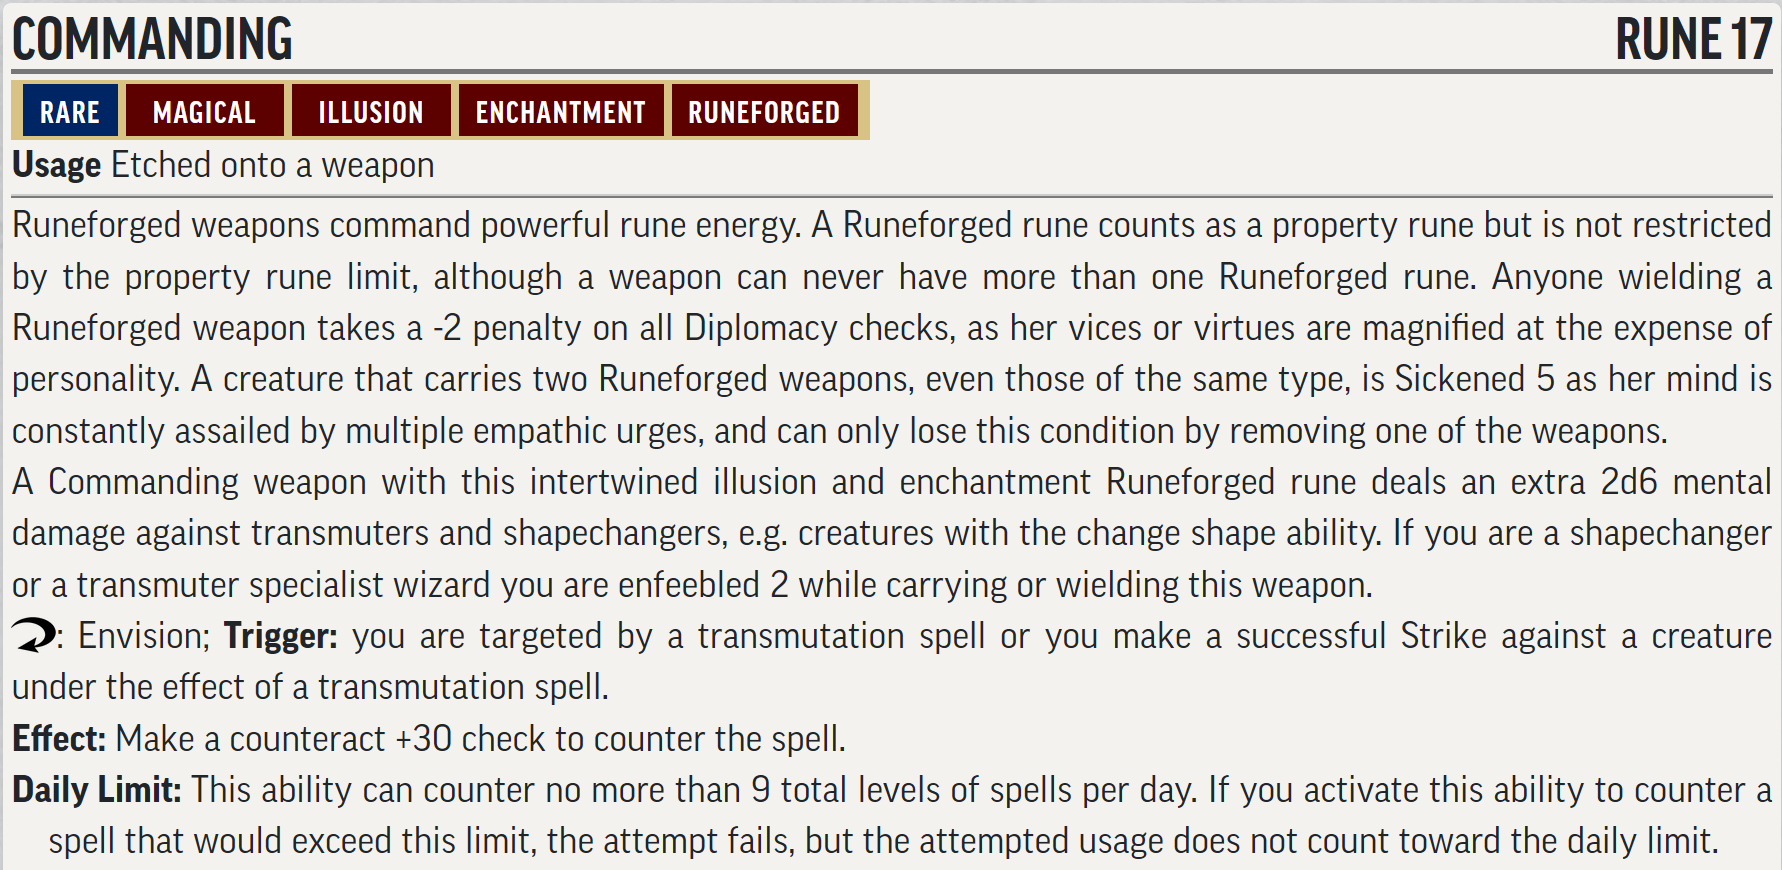 COMMANDING RUNE 17
RARE MAGICAL ILLUSION ENCHANTMENT RUNEFORGED
Usage Etched onto a weapon
Runeforged weapons command powerful rune energy. A Runeforged rune counts as a property rune but is not restricted
by the property rune limit, although a weapon can never have more than one Runeforged rune. Anyone wielding a
Runeforged weapon takes a -2 penalty on all Diplomacy checks, as her vices or virtues are magnified at the expense of
personality. A creature that carries two Runeforged weapons, even those of the same type, is Sickened 5 as her mind is
constantly assailed by multiple empathic urges, and can only lose this condition by removing one of the weapons.
A Commanding weapon with this intertwined illusion and enchantment Runeforged rune deals an extra 2d6 mental
damage against transmuters and shapechangers, e.g. creatures with the change shape ability. If you are a shapechanger
or a transmuter specialist wizard you are enfeebled 2 while carrying or wielding this weapon.
: Envision; Trigger: you are targeted by a transmutation spell or you make a successful Strike against a creature
under the effect of a transmutation spell.
Effect: Make a counteract +30 check to counter the spell.
Daily Limit: This ability can counter no more than 9 total levels of spells per day. If you activate this ability to counter a
spell that would exceed this limit, the attempt fails, but the attempted usage does not count toward the daily limit.